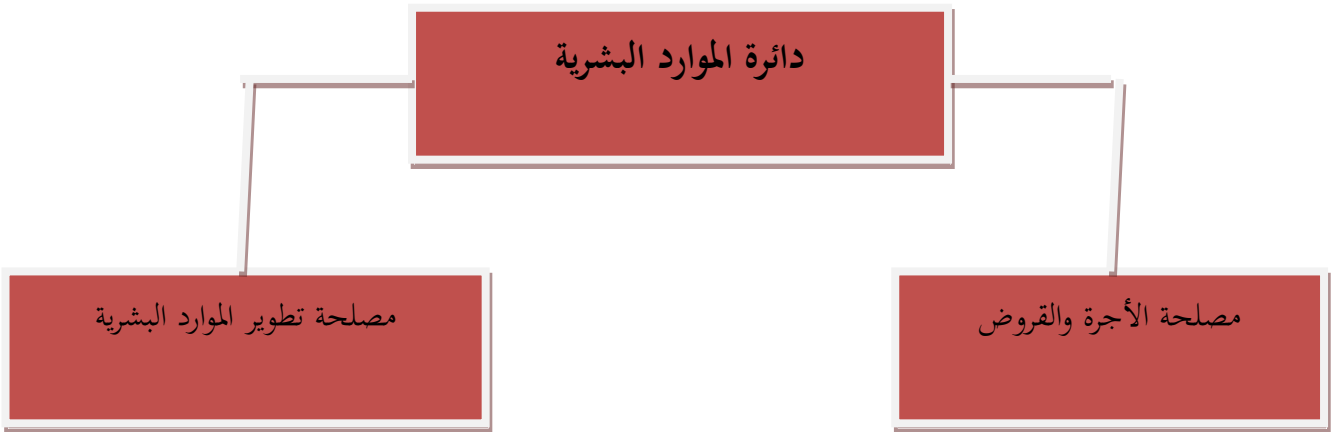 دائرة الموارد البشرية
مصلحة الأجرة والقروض
مصلحة تطوير الموارد البشرية